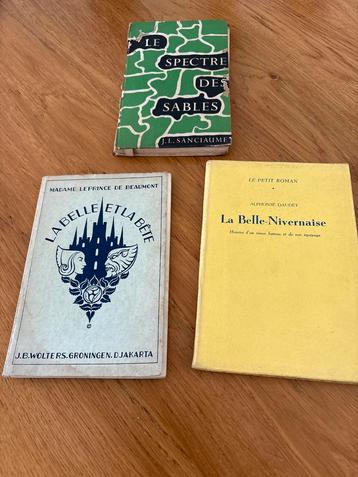 LE
SPECTRE
DES
SABLES
J.L. SANCIAUME
MADAME LEPRINCE DE BEAUMONT
LA BELLE ET LA BÊTE
J.B. WOLTERS. GRONINGEN. DJAKARTA
LE PETIT ROMAN
ALPHONSE DAUDET
La Belle-Nivernaise
Histoire d'un vieux bateau et de son équipage